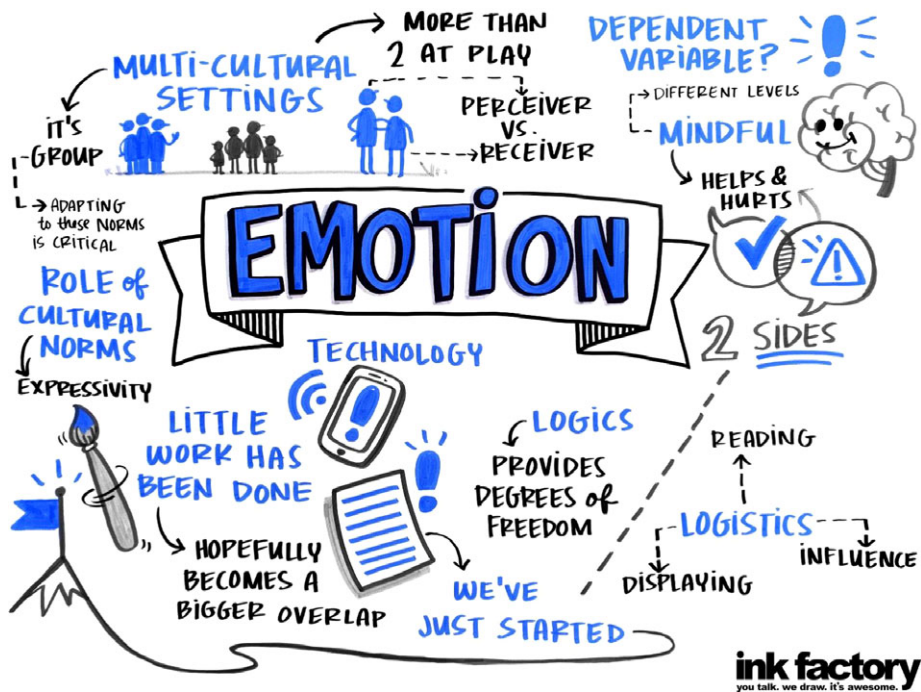 MULTI-CULTURAL
SETTINGS
MORE THAN
2 AT PLAY
PERCEIVER
VS.
RECEIVER
IT'S
GROUP
ADAPTING
to these NORMS
is CRITICAL
DEPENDENT
VARIABLE?
DIFFERENT LEVELS
MINDFUL
HELPS &
HURTS
2 SIDES
EMOTION
ROLE of
CULTURAL
NORMS
EXPRESSIVITY
TECHNOLOGY
LITTLE
WORK HAS
BEEN DONE
HOPEFULLY
BECOMES A
BIGGER OVERLAP
WE'VE
JUST STARTED
LOGICS
PROVIDES
DEGREES of
FREEDOM
READING
LOGISTICS
DISPLAYING
INFLUENCE
ink factory
you talk. we draw. it's awesome.